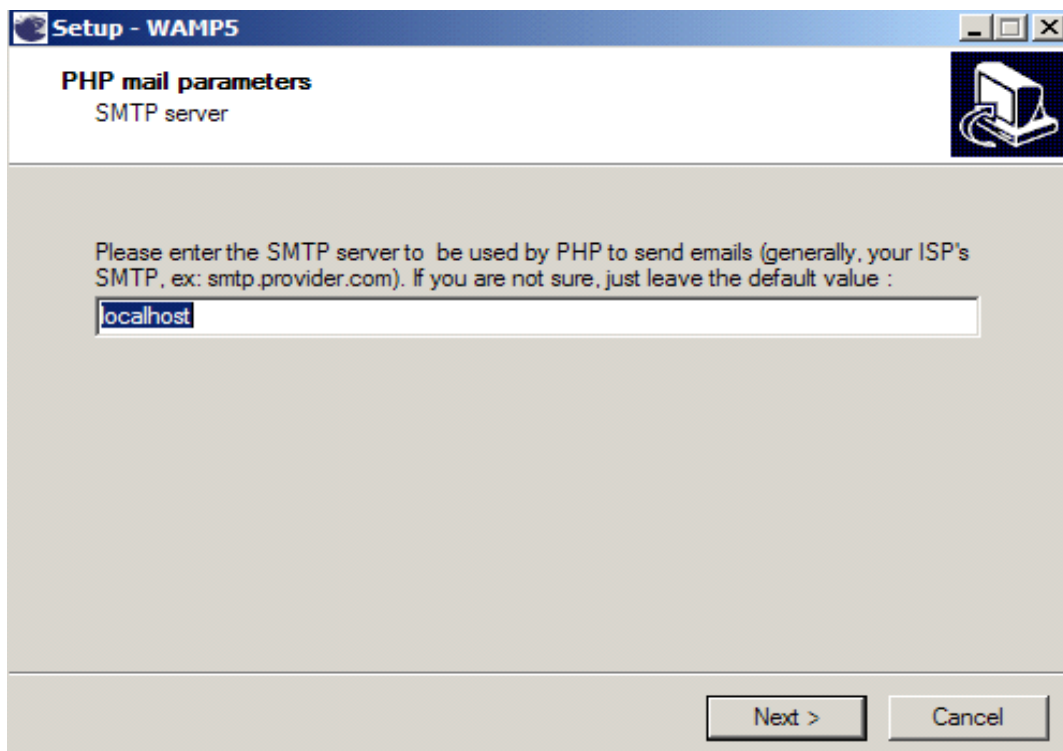 Setup - WAMP5
PHP mail parameters
SMTP server
Please enter the SMTP server to  be used by PHP to send emails (generally, your ISP's
SMTP, ex: smtp.provider.com). If you are not sure, just leave the default value :
localhost
Next >
Cancel